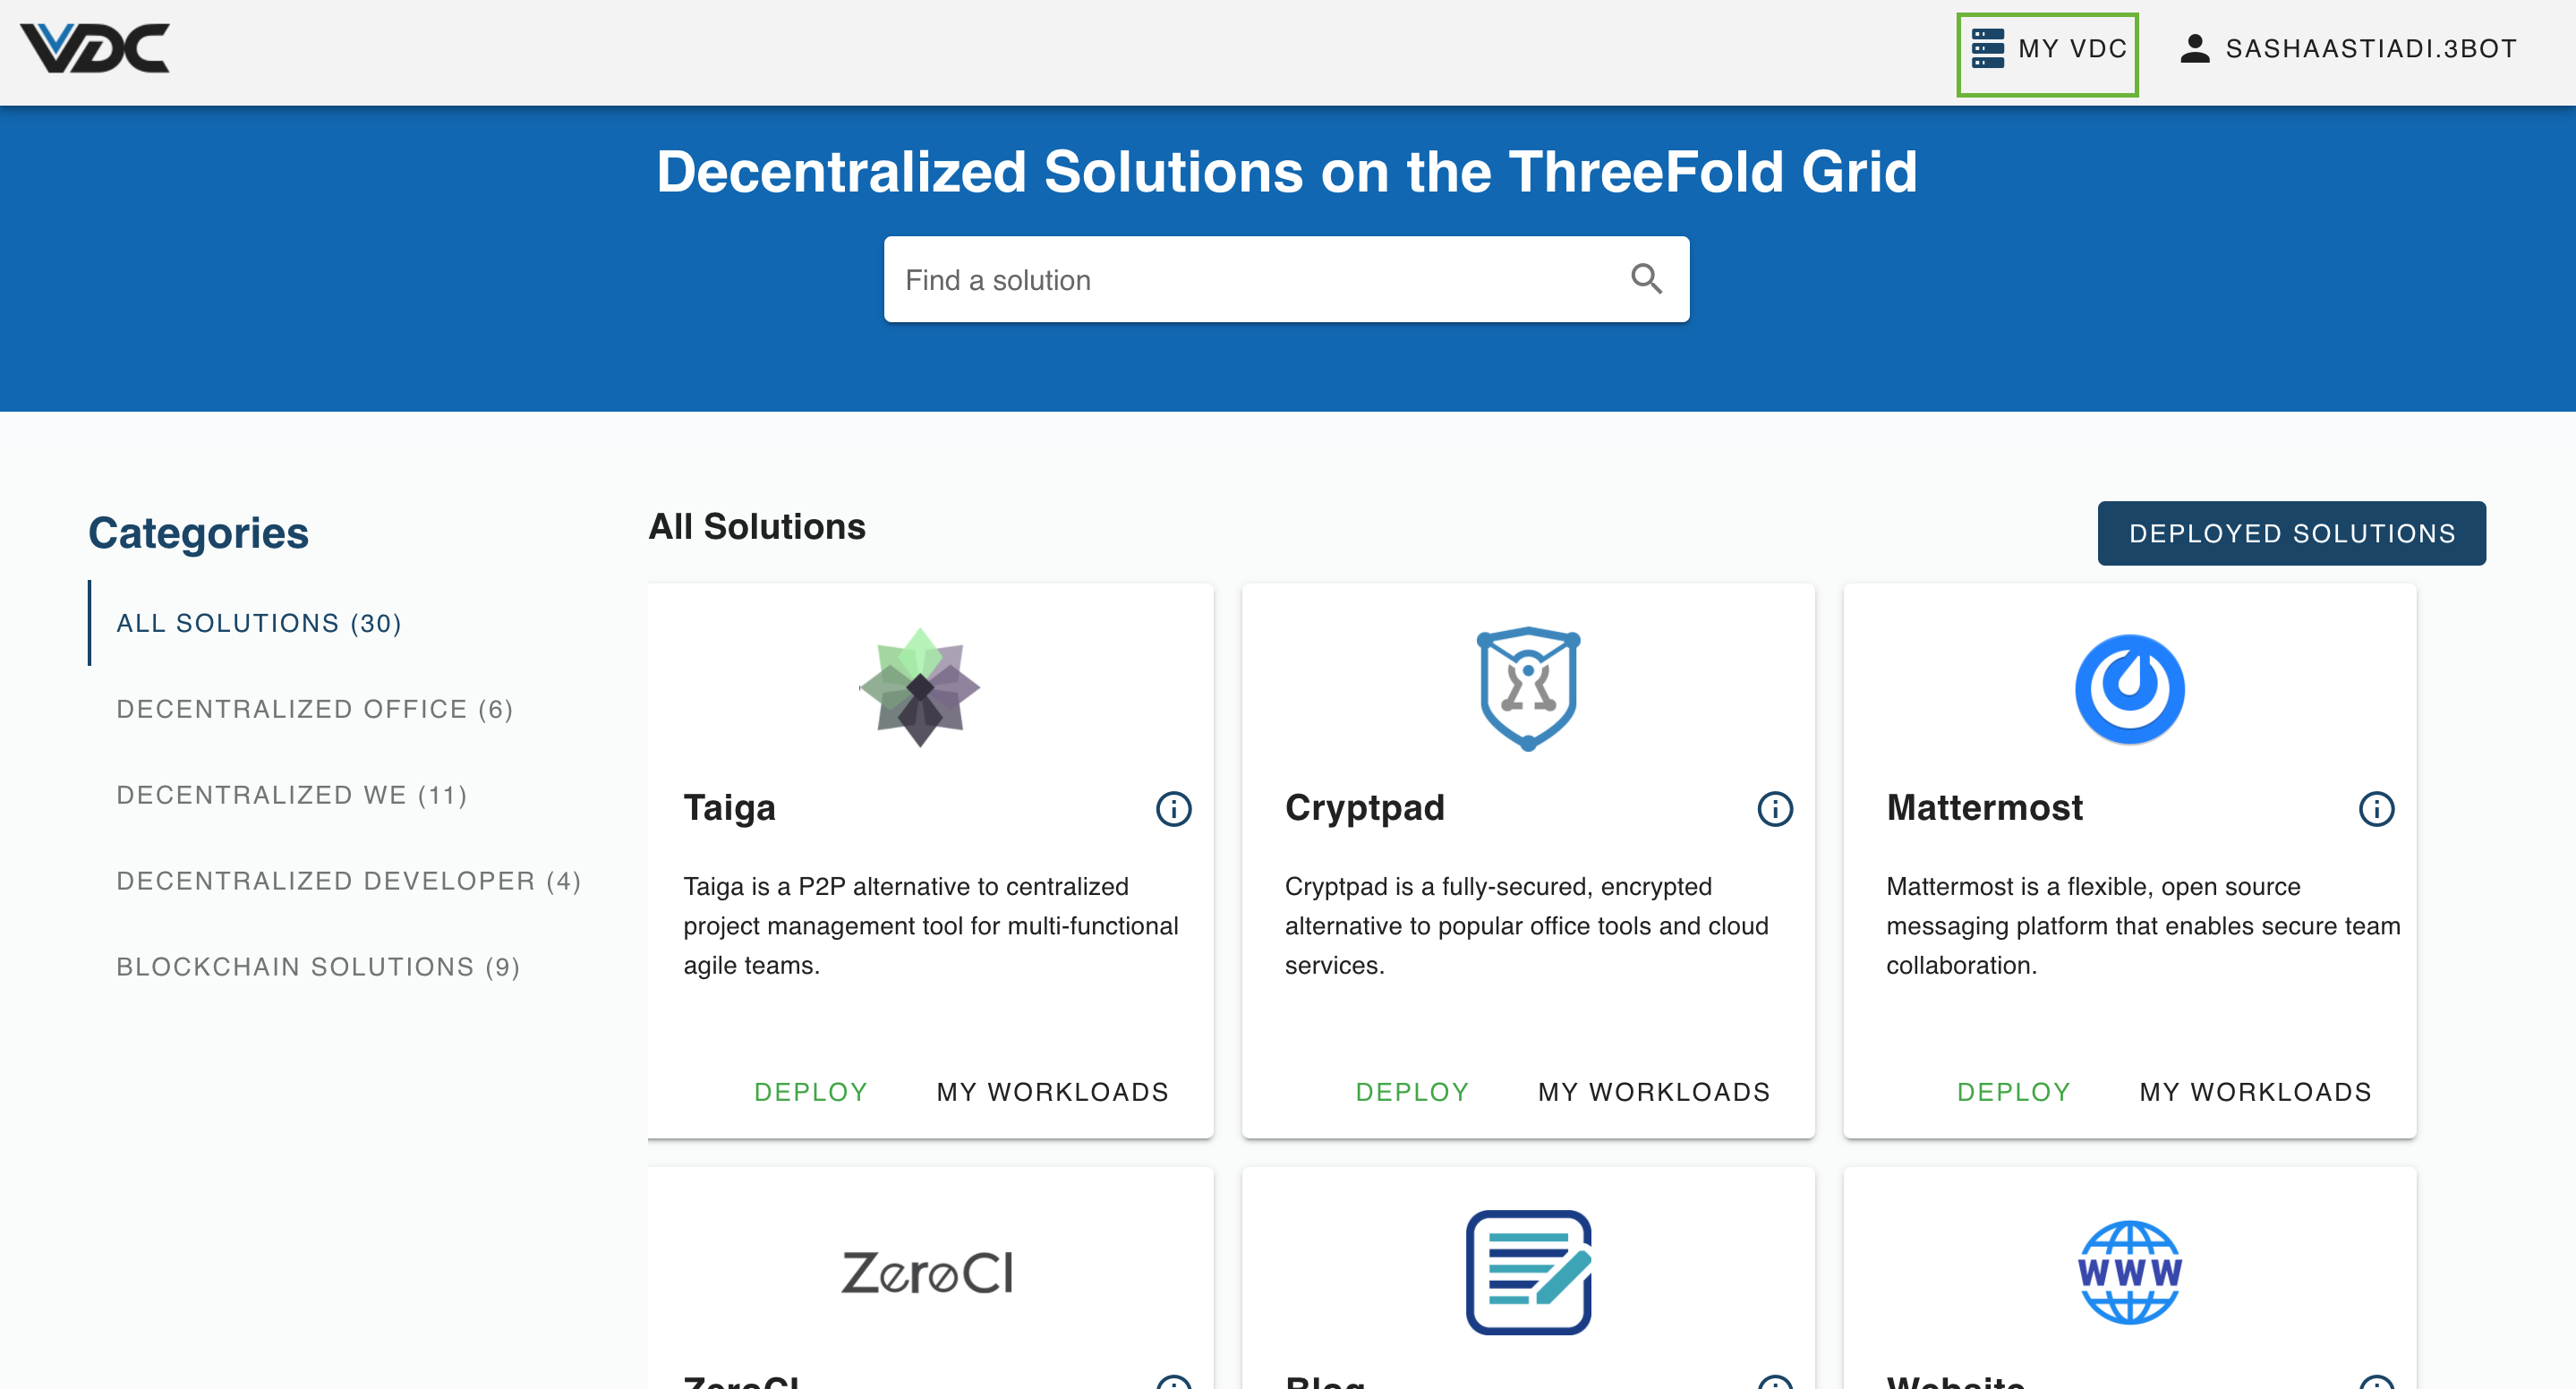 VDC
MY VDC
SASHAASTIADI.3BOT
Decentralized Solutions on the ThreeFold Grid
Find a solution
Categories
ALL SOLUTIONS (30)
DECENTRALIZED OFFICE (6)
DECENTRALIZED WE (11)
DECENTRALIZED DEVELOPER (4)
BLOCKCHAIN SOLUTIONS (9)
All Solutions
DEPLOYED SOLUTIONS
Taiga
Taiga is a P2P alternative to centralized
project management tool for multi-functional
agile teams.
DEPLOY MY WORKLOADS
Cryptpad
Cryptpad is a fully-secured, encrypted
alternative to popular office tools and cloud
services.
DEPLOY MY WORKLOADS
Mattermost
Mattermost is a flexible, open source
messaging platform that enables secure team
collaboration.
DEPLOY MY WORKLOADS
ZerøCI
ZeroCI
Blog
WWW
Website